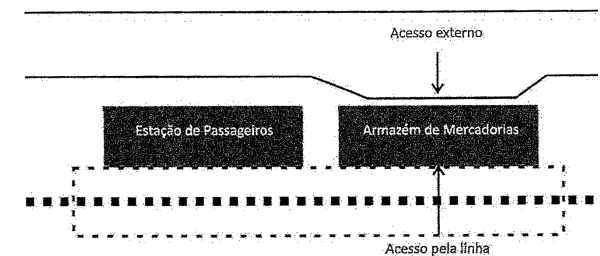 Acesso externo
Estação de Passageiros
Armazém de Mercadorias
Acesso pela linha